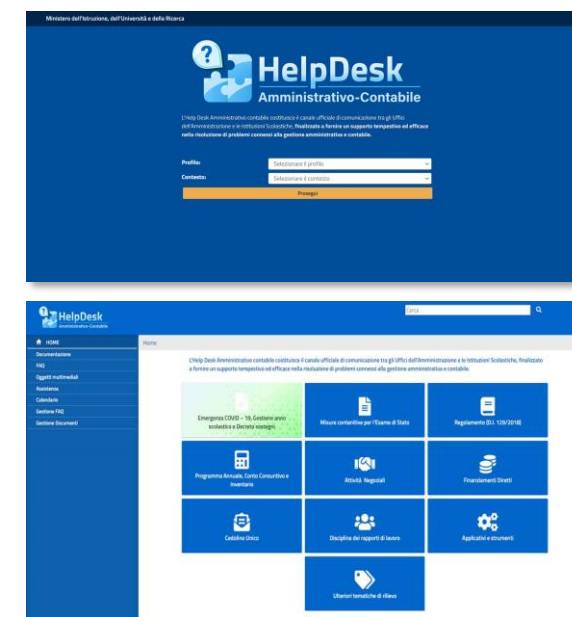 Ministero dell'Istruzione, dell'Università e della Ricerca
HelpDesk
Amministrativo-Contabile
L'Help Desk Amministrativo contabile costituisce il canale ufficiale di comunicazione tra gli Uffici
dell'Amministrazione e le Istituzioni Scolastiche, finalizzato a fornire un supporto tempestivo ed efficace
nella risoluzione di problemi connessi alla gestione amministrativa e contabile.
Profilo:
Selezionare il profilo
Contesto:
Selezionare il contesto
Prosegui
HelpDesk
Amministrativo-Contabile
Cerca
HOME
Home
Documentazione
FAQ
Oggetti multimediali
Assistenza
Calendario
Gestione FAQ
Gestione Documenti
L'Help Desk Amministrativo contabile costituisce il canale ufficiale di comunicazione tra gli Uffici dell'Amministrazione e le Istituzioni Scolastiche, finalizzato
a fornire un supporto tempestivo ed efficace nella risoluzione di problemi connessi alla gestione amministrativa e contabile.
Emergenza COVID – 19, Gestione anno
scolastico e Decreto sostegni.
Misure contenitive per l'Esame di Stato
Regolamento (D.I. 129/2018)
Programma Annuale, Conto Consuntivo e
Inventario
Attività Negoziali
Finanziamenti Diretti
Cedolino Unico
Disciplina dei rapporti di lavoro
Applicativi e strumenti
Ulteriori tematiche di rilievo